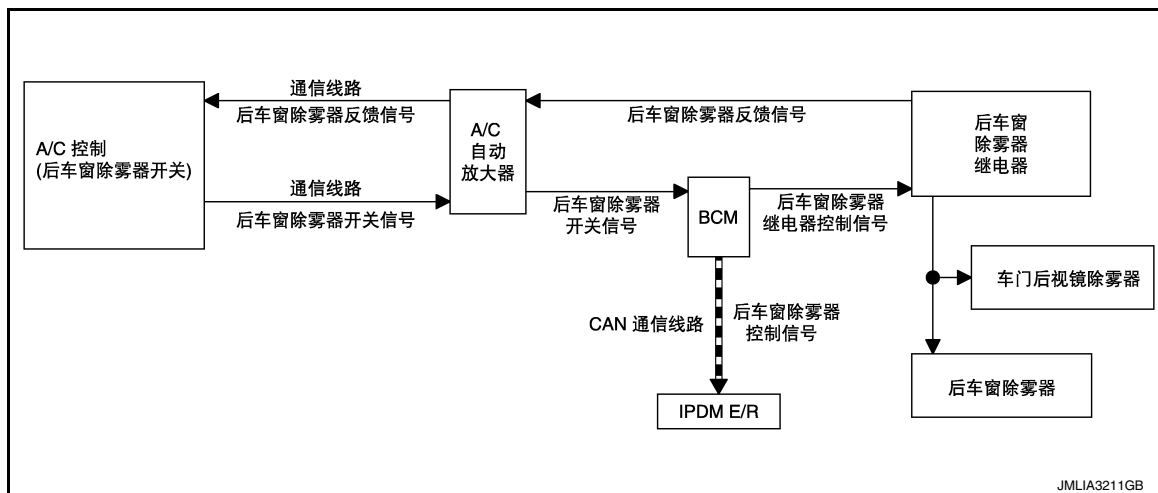 通信线路
后车窗除雾器反馈信号
后车窗除雾器反馈信号
A/C 控制
(后车窗除雾器开关)
A/C
自动
放大器
后车窗
除雾器
继电器
通信线路
后车窗除雾器开关信号
后车窗除雾器
开关信号
BCM
后车窗除雾器
继电器控制信号
车门后视镜除雾器
CAN 通信线路
后车窗除雾器
控制信号
后车窗除雾器
IPDM E/R
JMLIA3211GB